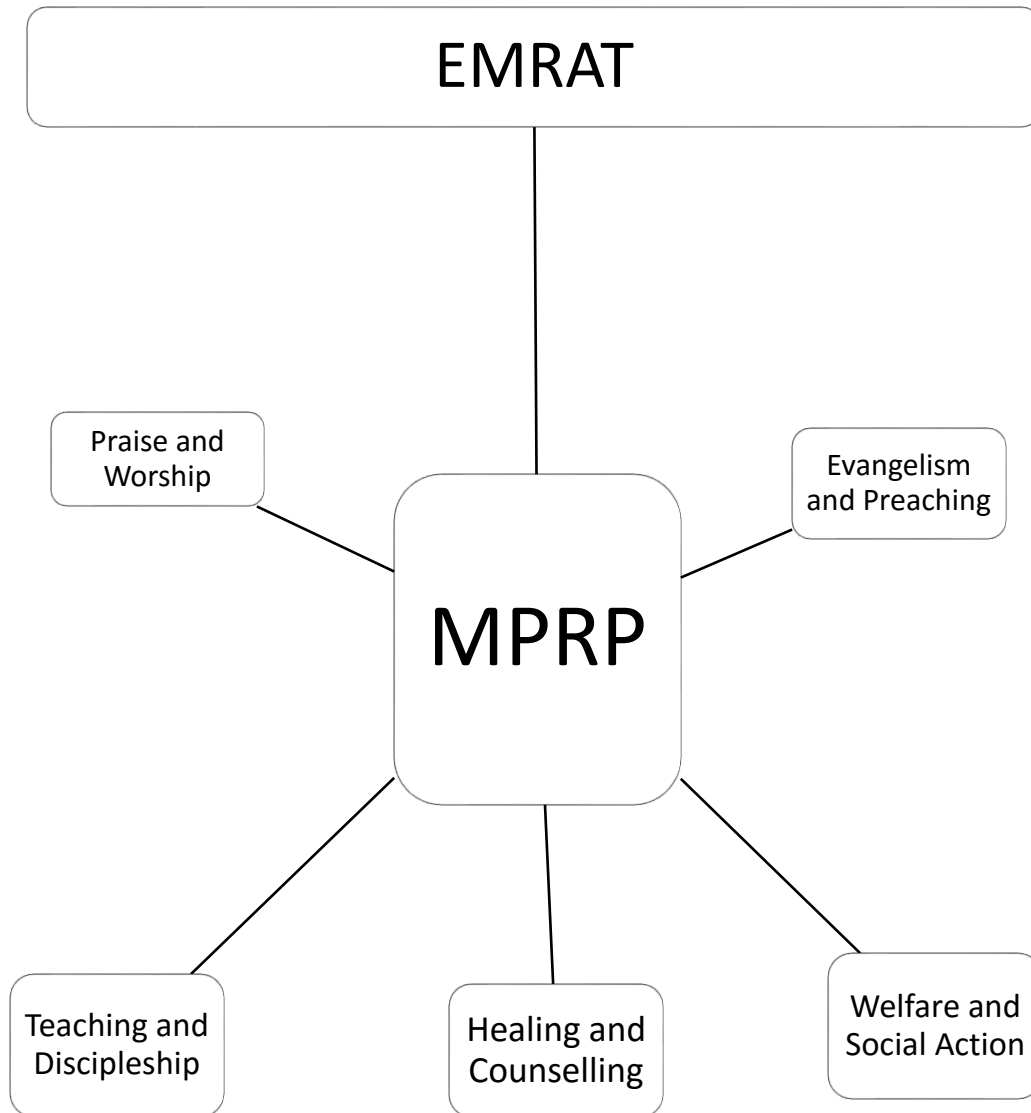 EMRAT
Praise and
Worship
Evangelism
and Preaching
MPRP
Teaching and
Discipleship
Healing and
Counselling
Welfare and
Social Action